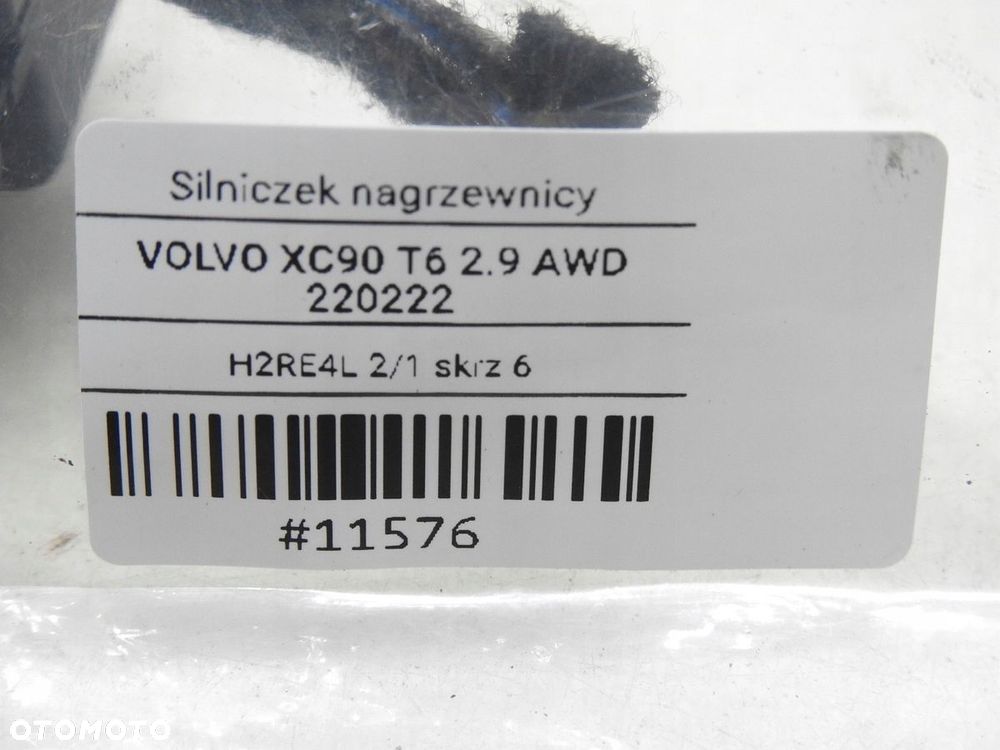 Silniczek nagrzewnicy
VOLVO XC90 T6 2.9 AWD
220222
H2RE4L 2/1 skrz 6
#11576
OTOMOTO